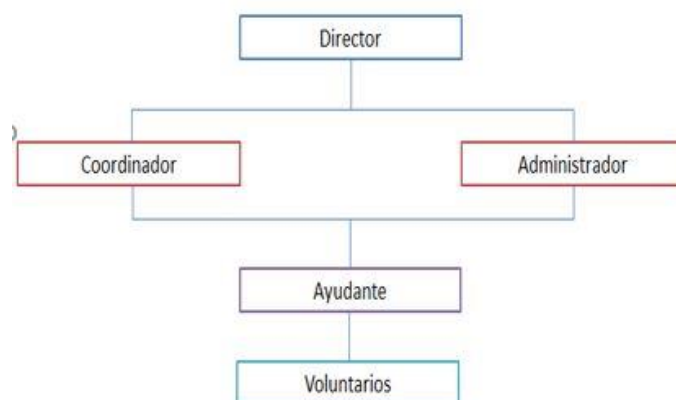 Director
Coordinador
Administrador
Ayudante
Voluntarios